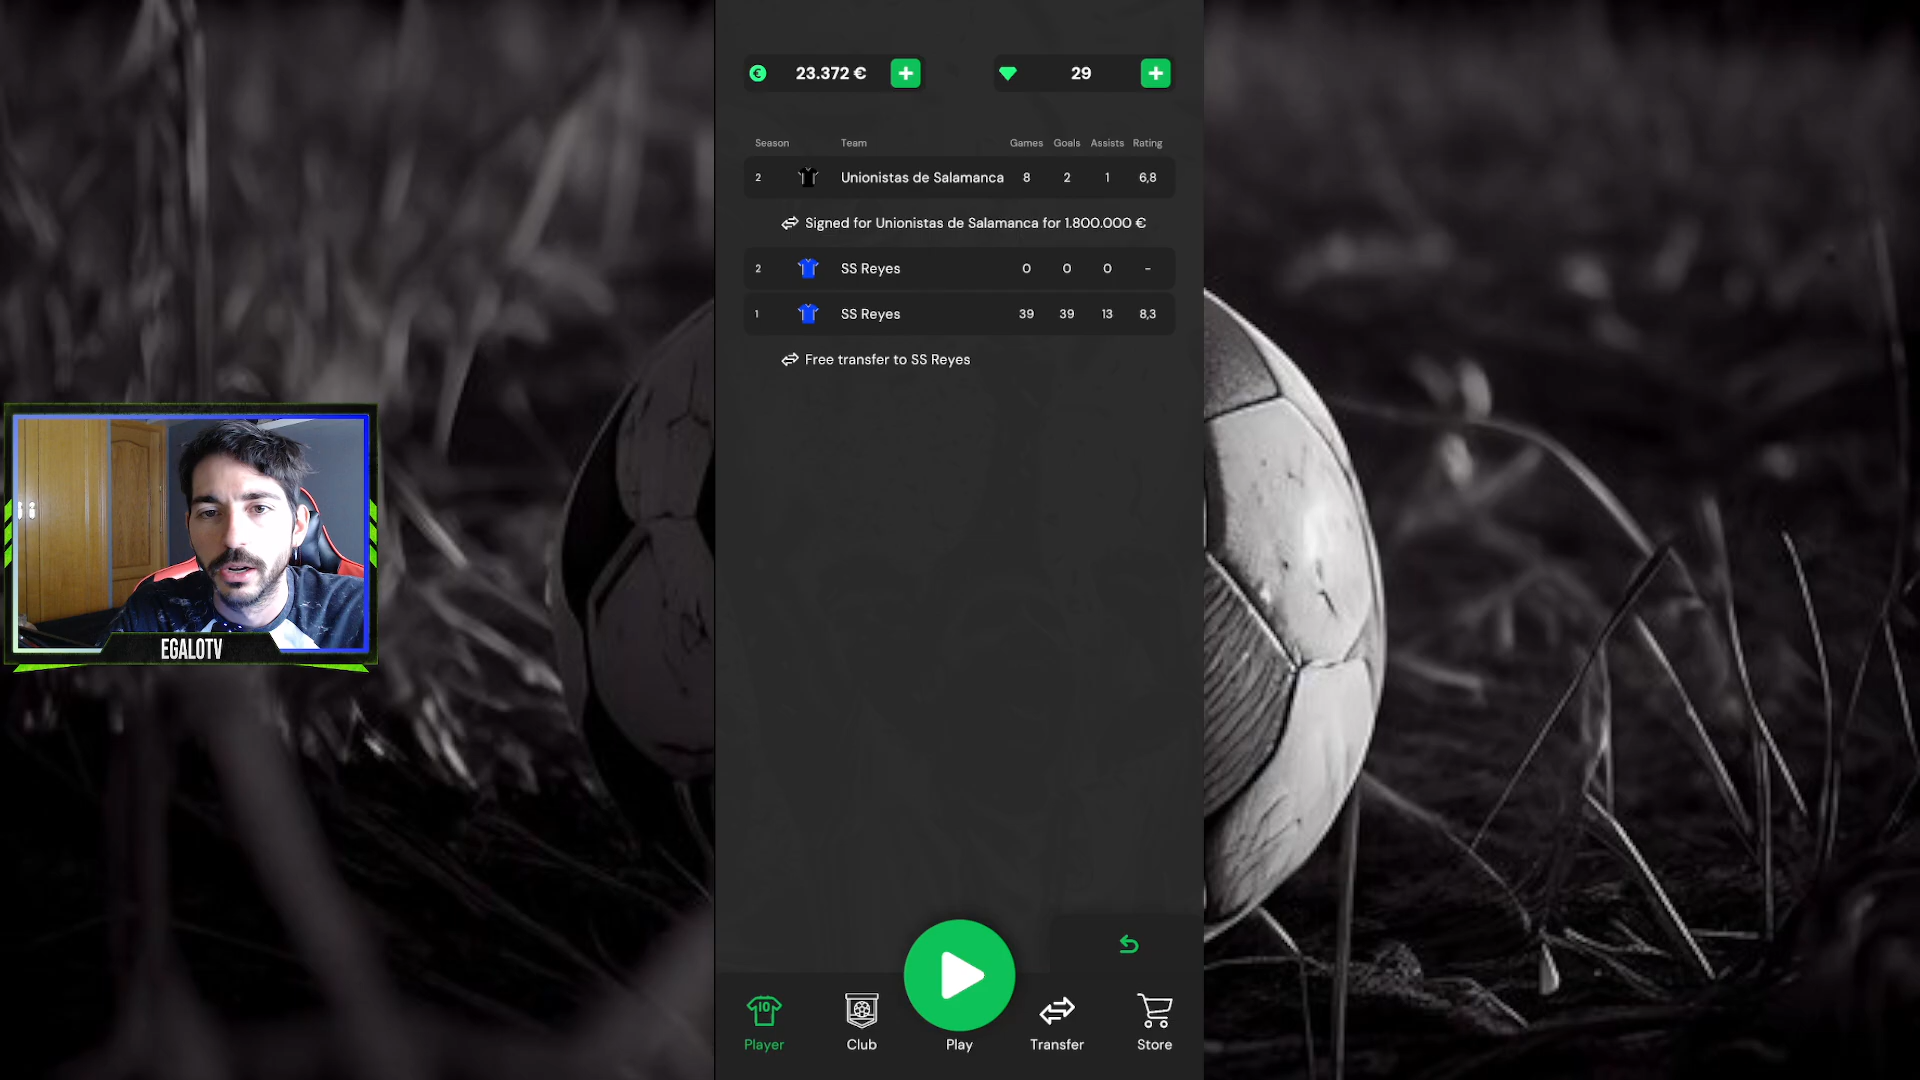 23.372 €
29
Season Team Games Goals Assists Rating
2 Unionistas de Salamanca 8 2 1 6,8
Signed for Unionistas de Salamanca for 1.800.000 €
2 SS Reyes 0 0 0 -
1 SS Reyes 39 39 13 8,3
Free transfer to SS Reyes
EGALOTV
10
Player Club Play Transfer Store